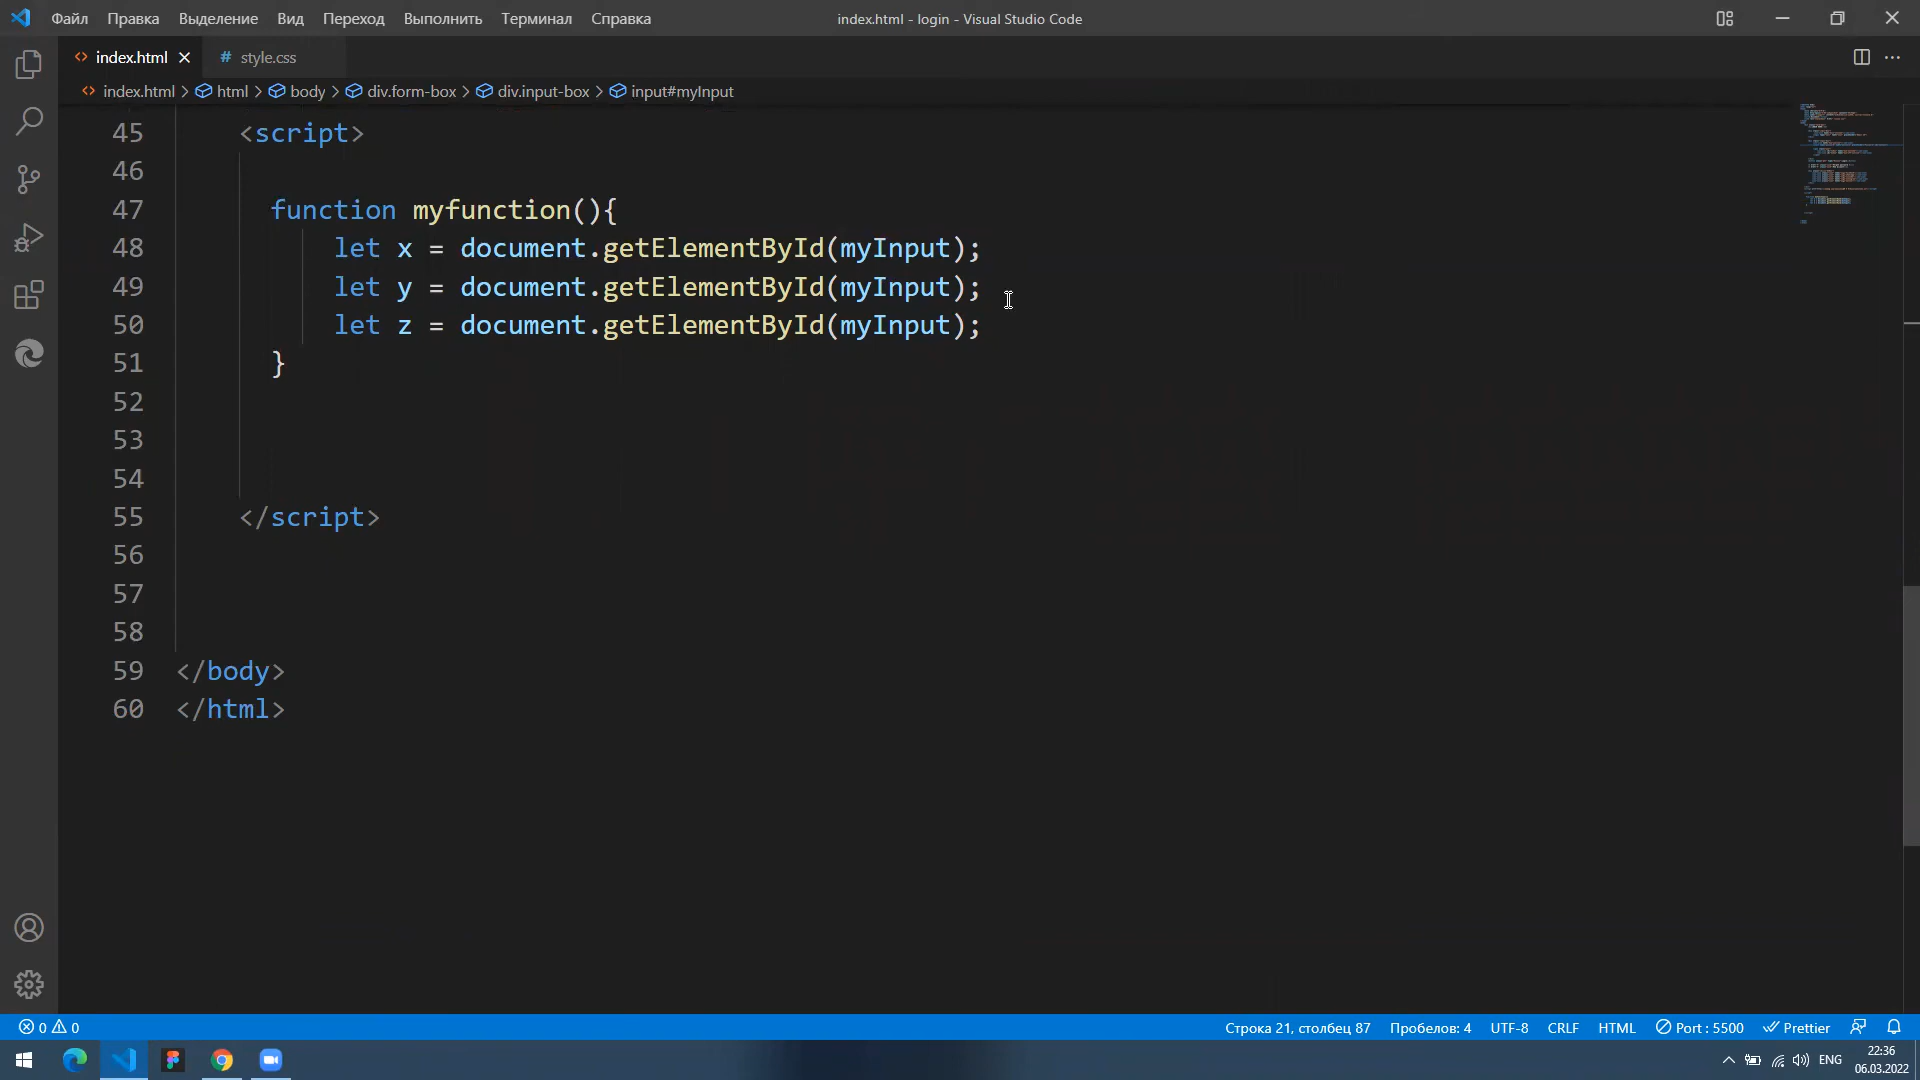 Файл Правка Выделение Вид Переход Выполнить Терминал Справка index.html - login - Visual Studio Code
index.html # style.css
index.html > html > body > div.form-box > div.input-box > input#myInput
45 <script>
46
47 function myfunction(){
48 let x = document.getElementById(myInput);
49 let y = document.getElementById(myInput);
50 let z = document.getElementById(myInput);
51 }
52
53
54
55 </script>
56
57
58
59 </body>
60 </html>
0 0 Строка 21, столбец 87 Пробелов: 4 UTF-8 CRLF HTML Port : 5500 Prettier
ENG 22:36
06.03.2022